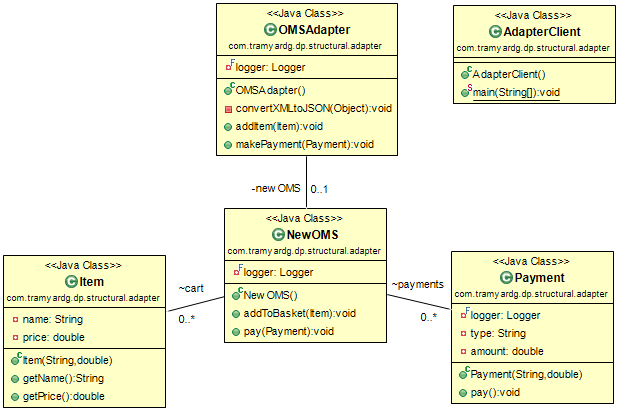 <<Java Class>>
OMSAdapter
com.tramyardg.dp.structural.adapter
F logger: Logger
C OMSAdapter()
convertXMLtoJSON(Object):void
addItem(Item):void
makePayment(Payment):void
<<Java Class>>
AdapterClient
com.tramyardg.dp.structural.adapter
C AdapterClient()
S main(String[]):void
-newOMS 0..1
<<Java Class>>
NewOMS
com.tramyardg.dp.structural.adapter
F logger: Logger
C NewOMS()
addToBasket(Item):void
pay(Payment):void
~cart
0..*
~payments
0..*
<<Java Class>>
Item
com.tramyardg.dp.structural.adapter
name: String
price: double
C Item(String,double)
getName():String
getPrice():double
<<Java Class>>
Payment
com.tramyardg.dp.structural.adapter
F logger: Logger
type: String
amount: double
C Payment(String,double)
pay():void